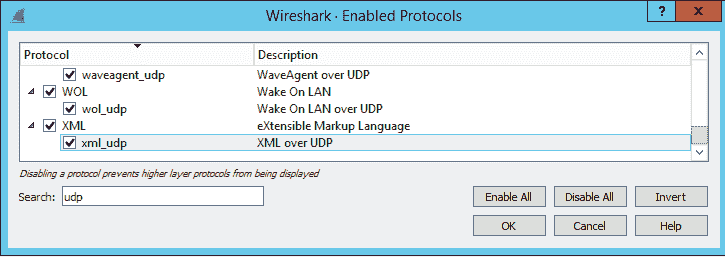 Wireshark · Enabled Protocols
? X
Protocol Description
waveagent_udp WaveAgent over UDP
WOL Wake On LAN
wol_udp Wake On LAN over UDP
XML eXtensible Markup Language
xml_udp XML over UDP
Disabling a protocol prevents higher layer protocols from being displayed
Search: udp Enable All Disable All Invert
OK Cancel Help